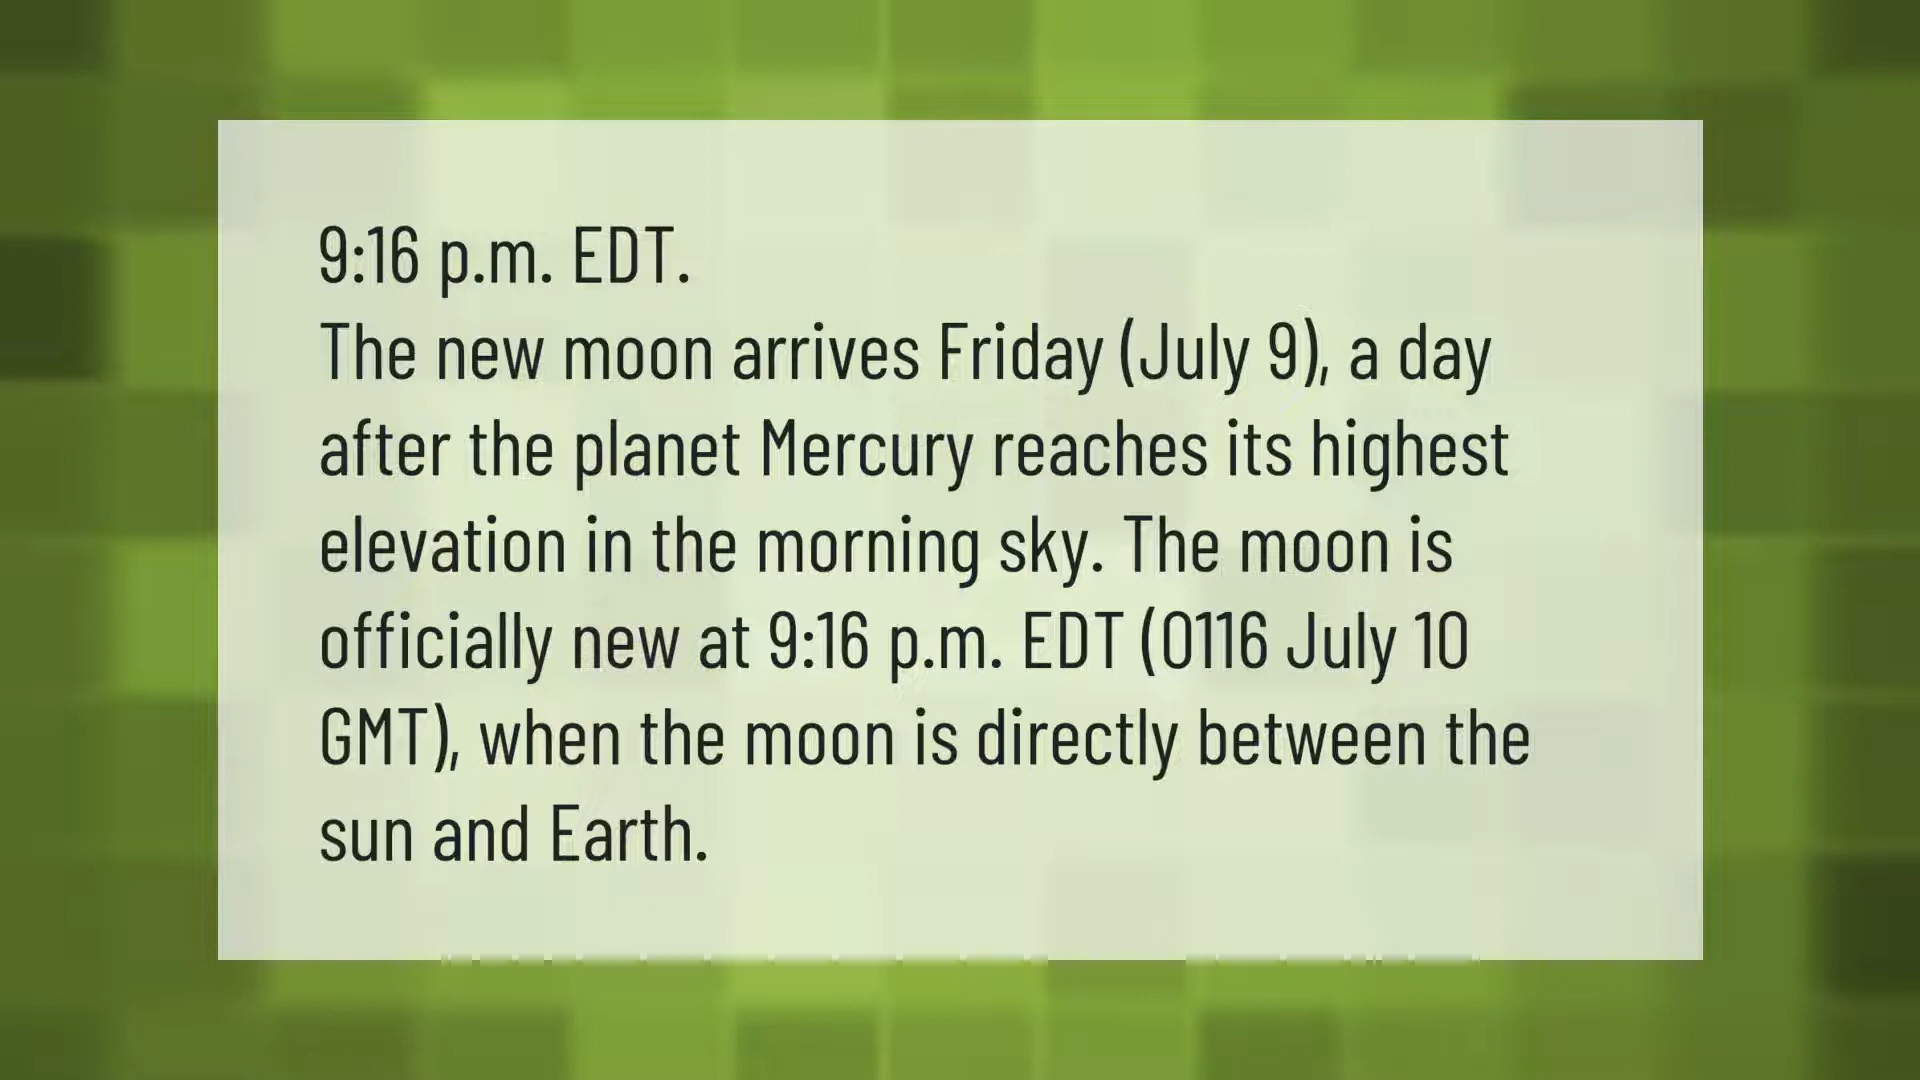 9:16 p.m. EDT.
The new moon arrives Friday (July 9), a day
after the planet Mercury reaches its highest
elevation in the morning sky. The moon is
officially new at 9:16 p.m. EDT (0116 July 10
GMT), when the moon is directly between the
sun and Earth.